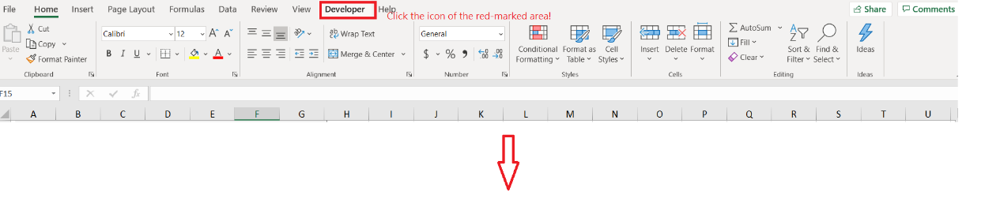 File Home Insert Page Layout Formulas Data Review View Developer Help Share Comments
Click the icon of the red-marked area!
Cut Calibri 12 A^ A˅ ab Wrap Text General AutoSum A Z
Paste Copy Conditional Format as Cell Insert Delete Format Fill Sort & Find & Ideas
Format Painter B I U A Merge & Center $ % 9 .0 .00 Formatting Table Styles Clear Filter Select
Clipboard Font Alignment Number Styles Cells Editing Ideas
F15 fx
A B C D E F G H I J K L M N O P Q R S T U